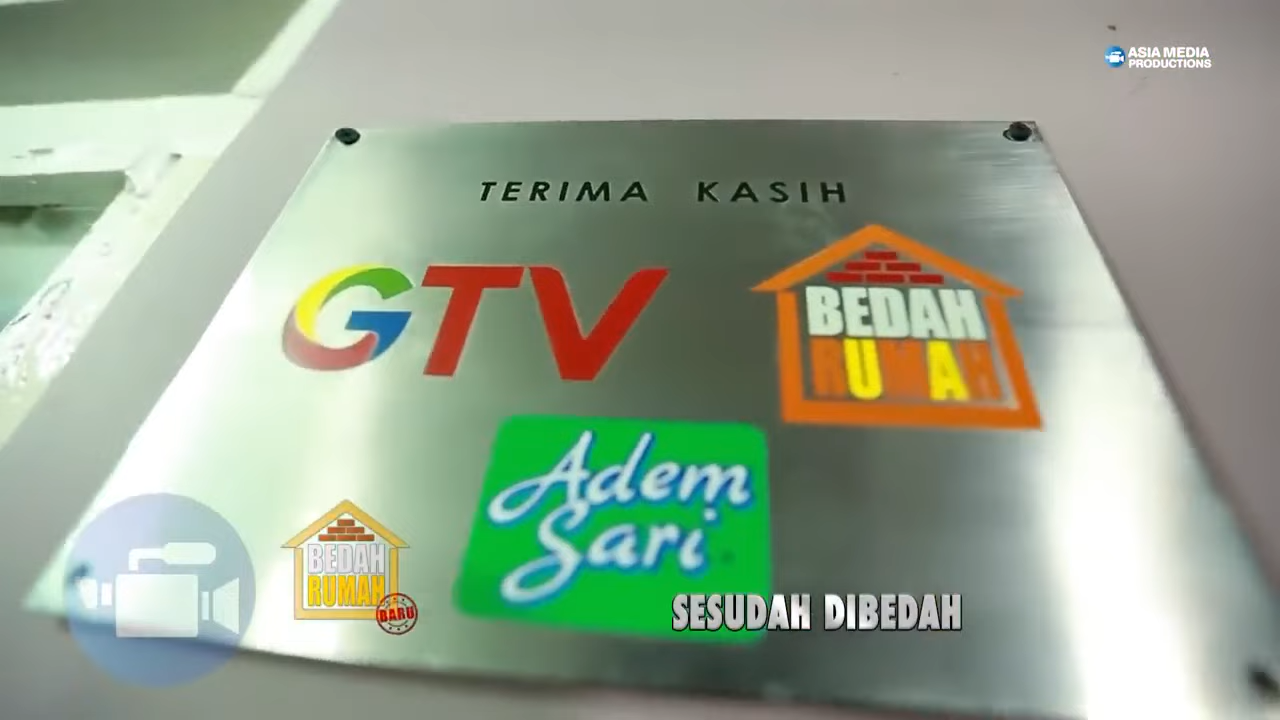 ASIA MEDIA
PRODUCTIONS
TERIMA KASIH
GTV
BEDAH
RUMAH
Adem
Sari
BEDAH
RUMAH
BARU
SESUDAH DIBEDAH